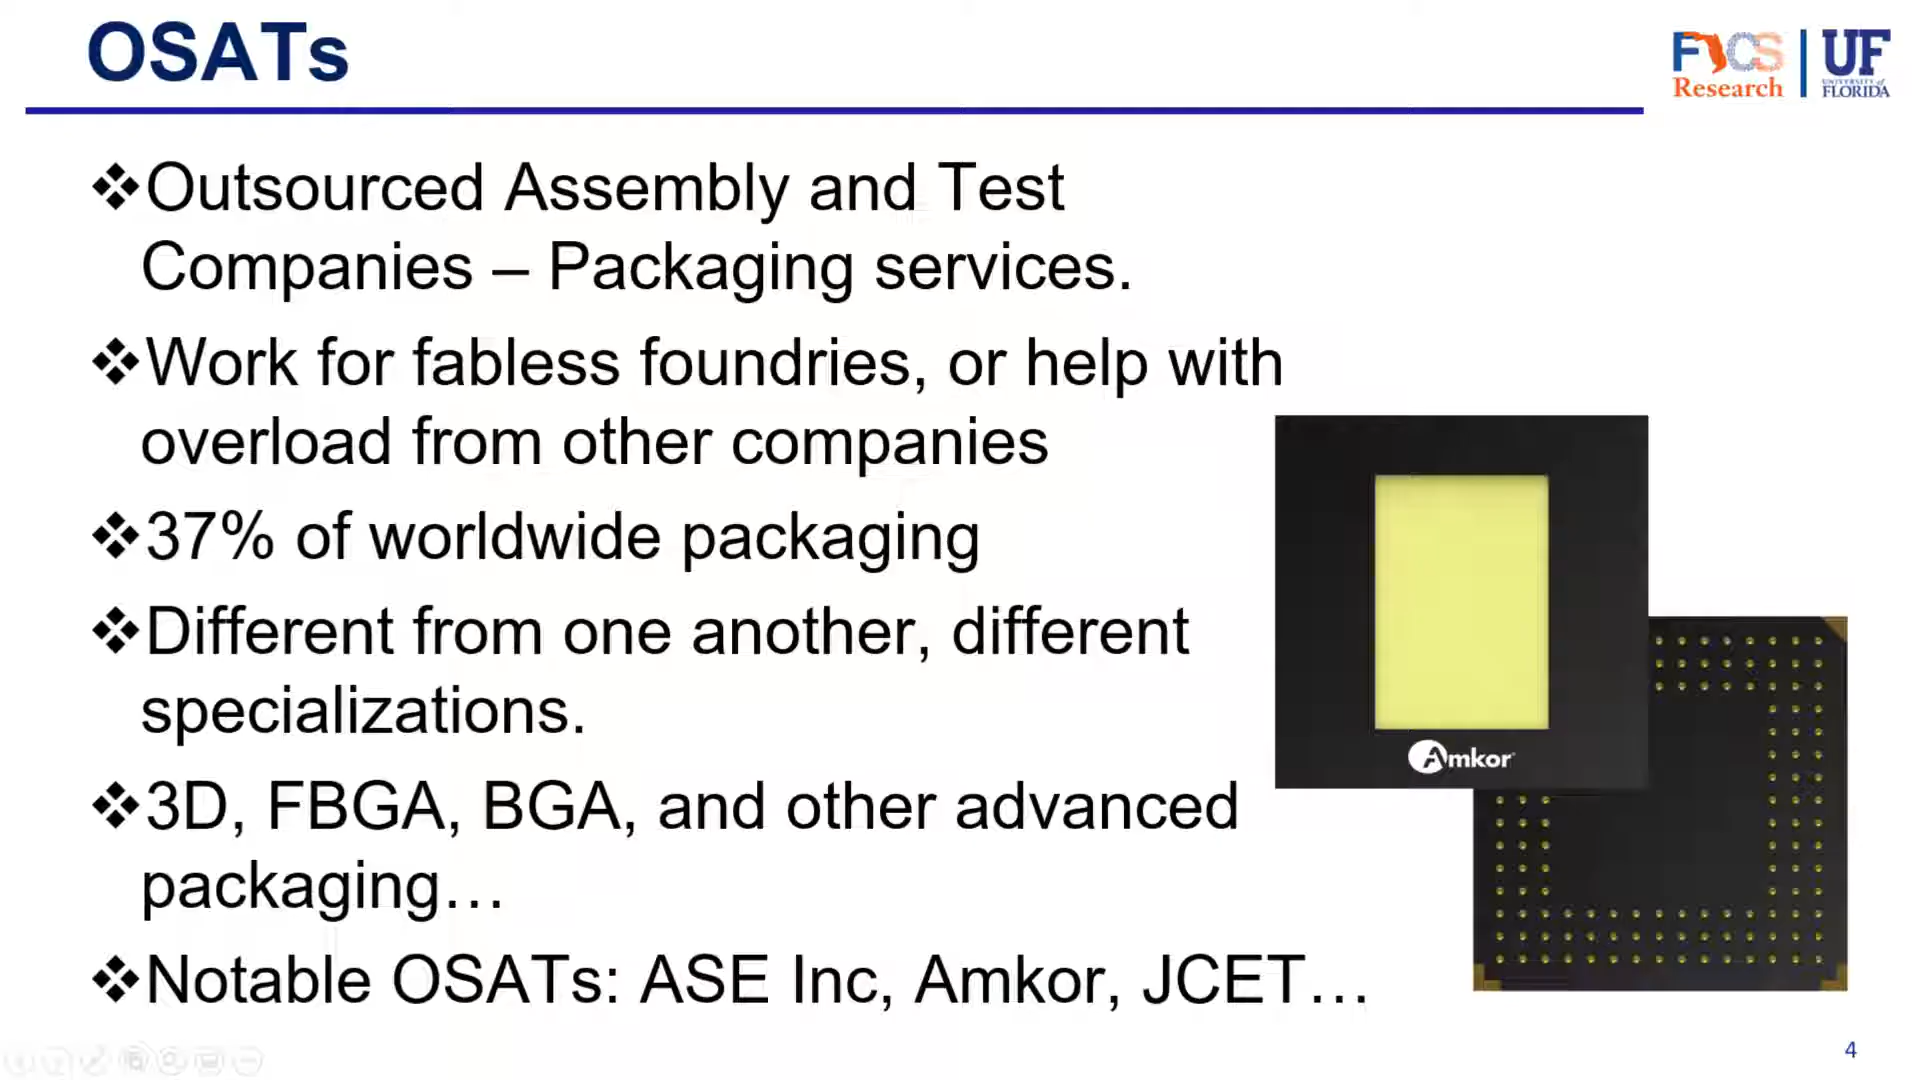 OSATs
FICS
Research
UF
UNIVERSITY of
FLORIDA
❖Outsourced Assembly and Test
Companies – Packaging services.
❖Work for fabless foundries, or help with
overload from other companies
❖37% of worldwide packaging
❖Different from one another, different
specializations.
❖3D, FBGA, BGA, and other advanced
packaging…
❖Notable OSATs: ASE Inc, Amkor, JCET…
Amkor
4